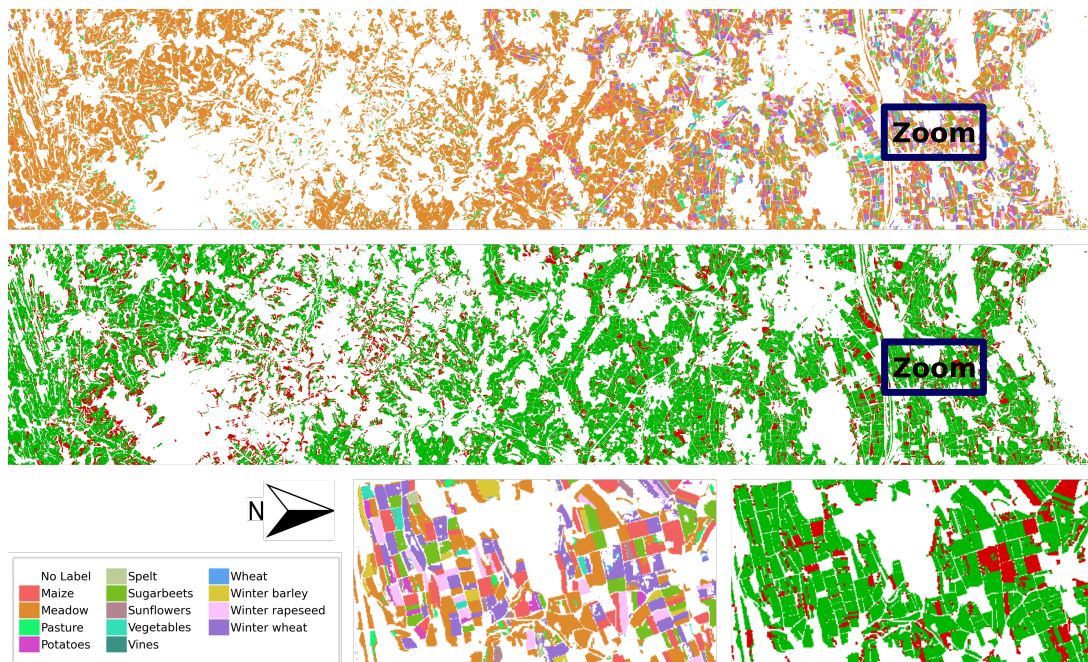 Zoom
Zoom
N
No Label
Maize
Meadow
Pasture
Potatoes
Spelt
Sugarbeets
Sunflowers
Vegetables
Vines
Wheat
Winter barley
Winter rapeseed
Winter wheat